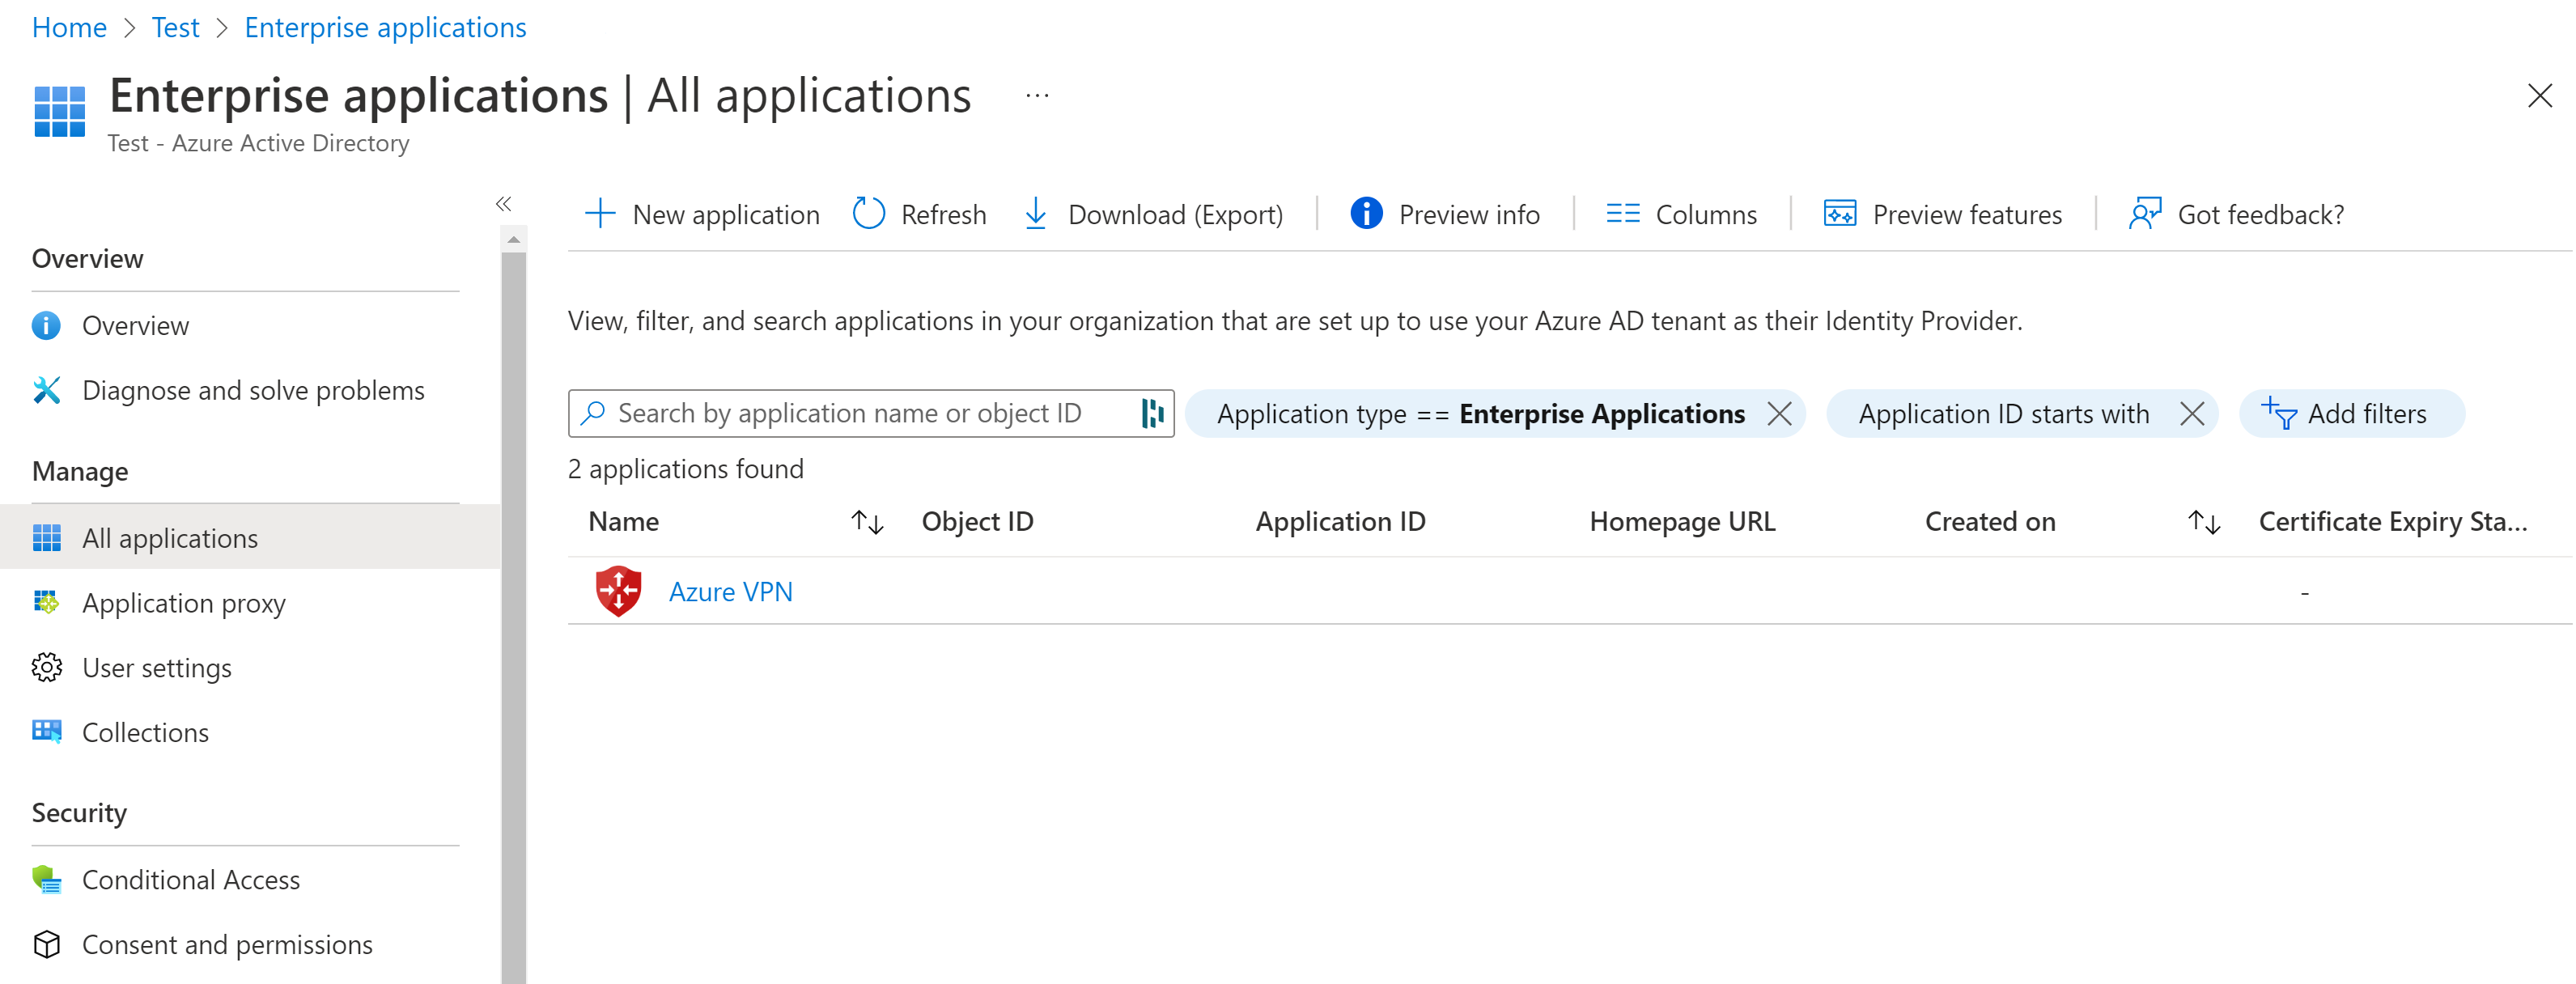 Home > Test > Enterprise applications
Enterprise applications | All applications ...
Test - Azure Active Directory
Overview
Overview
Diagnose and solve problems
Manage
All applications
Application proxy
User settings
Collections
Security
Conditional Access
Consent and permissions
New application Refresh Download (Export) Preview info Columns Preview features Got feedback?
View, filter, and search applications in your organization that are set up to use your Azure AD tenant as their Identity Provider.
Search by application name or object ID Application type == Enterprise Applications Application ID starts with Add filters
2 applications found
Name Object ID Application ID Homepage URL Created on Certificate Expiry Sta...
Azure VPN -